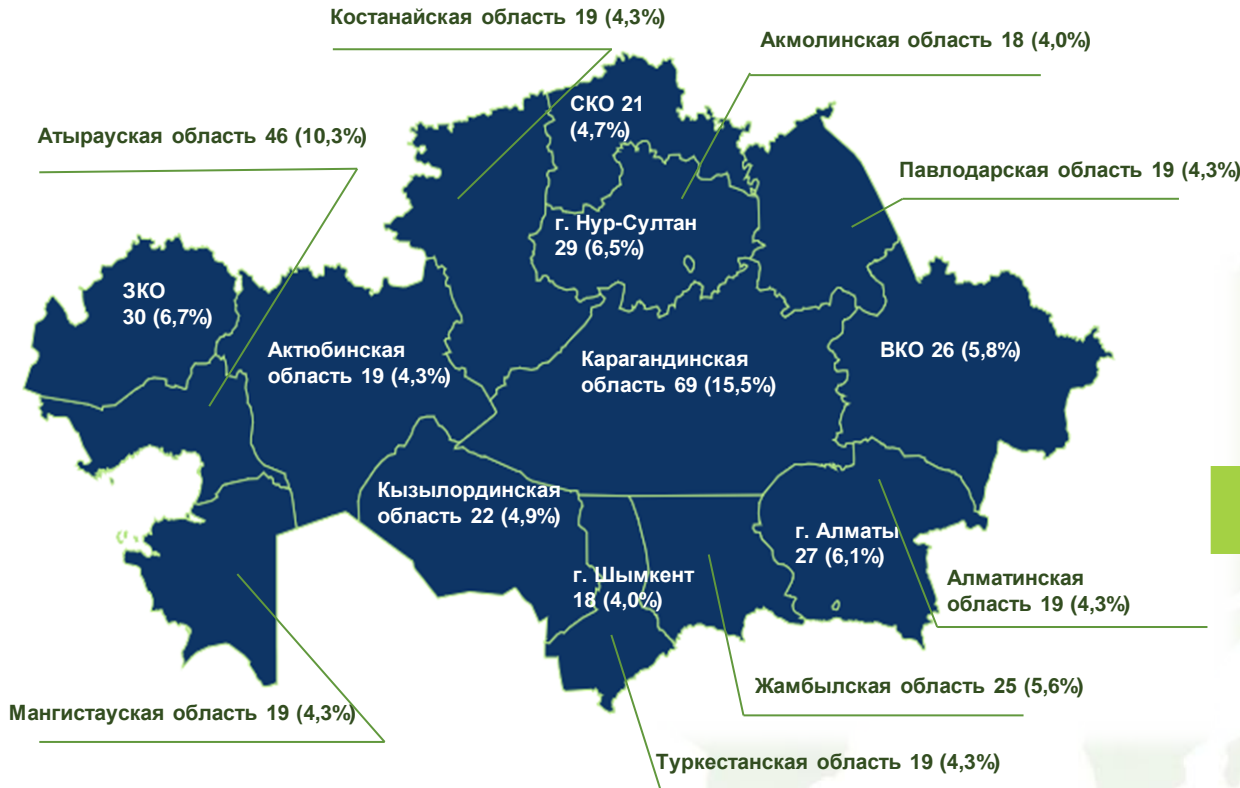 Костанайская область 19 (4,3%)
Акмолинская область 18 (4,0%)
СКО 21
(4,7%)
Атырауская область 46 (10,3%)
Павлодарская область 19 (4,3%)
г. Нур-Султан
29 (6,5%)
ЗКО
30 (6,7%)
Актюбинская
область 19 (4,3%)
Карагандинская
область 69 (15,5%)
ВКО 26 (5,8%)
Кызылординская
область 22 (4,9%)
г. Алматы
27 (6,1%)
г. Шымкент
18 (4,0%)
Алматинская
область 19 (4,3%)
Жамбылская область 25 (5,6%)
Мангистауская область 19 (4,3%)
Туркестанская область 19 (4,3%)